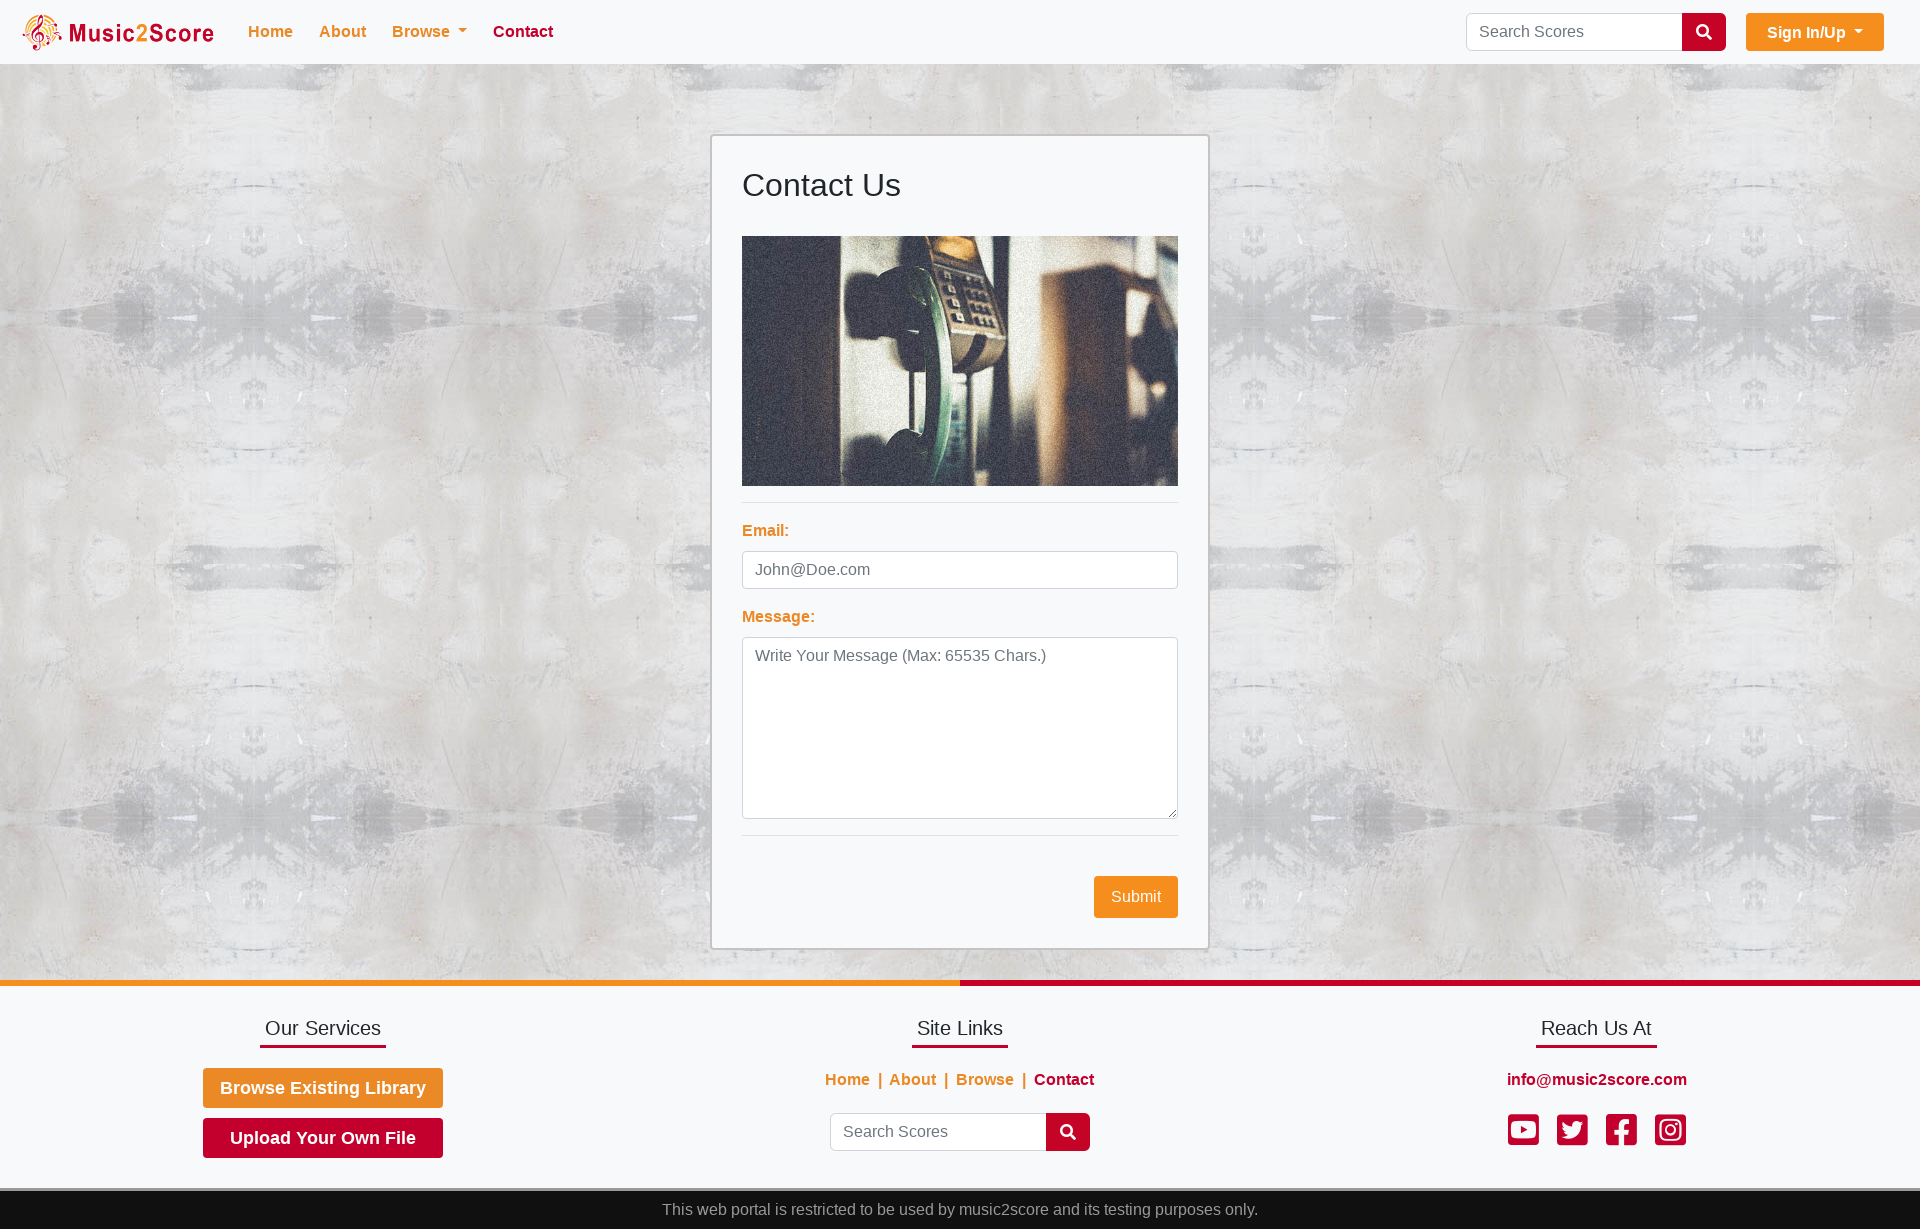 Music2Score
Home
About
Browse
Contact
Search Scores
Sign In/Up
Contact Us
Email:
John@Doe.com
Message:
Write Your Message (Max: 65535 Chars.)
Submit
Our Services
Browse Existing Library
Upload Your Own File
Site Links
Home | About | Browse | Contact
Search Scores
Reach Us At
info@music2score.com
This web portal is restricted to be used by music2score and its testing purposes only.